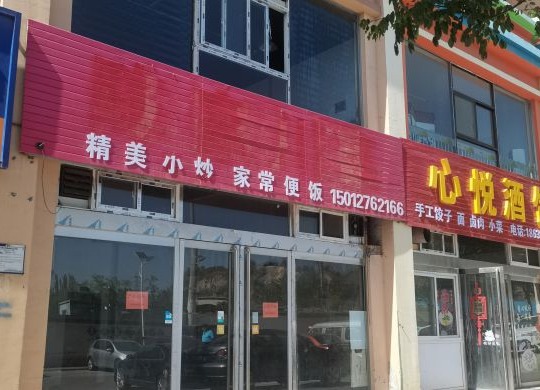 精美小炒 家常便饭 15012762166
心悦酒
手工饺子 面 卤肉 小菜 电话:18